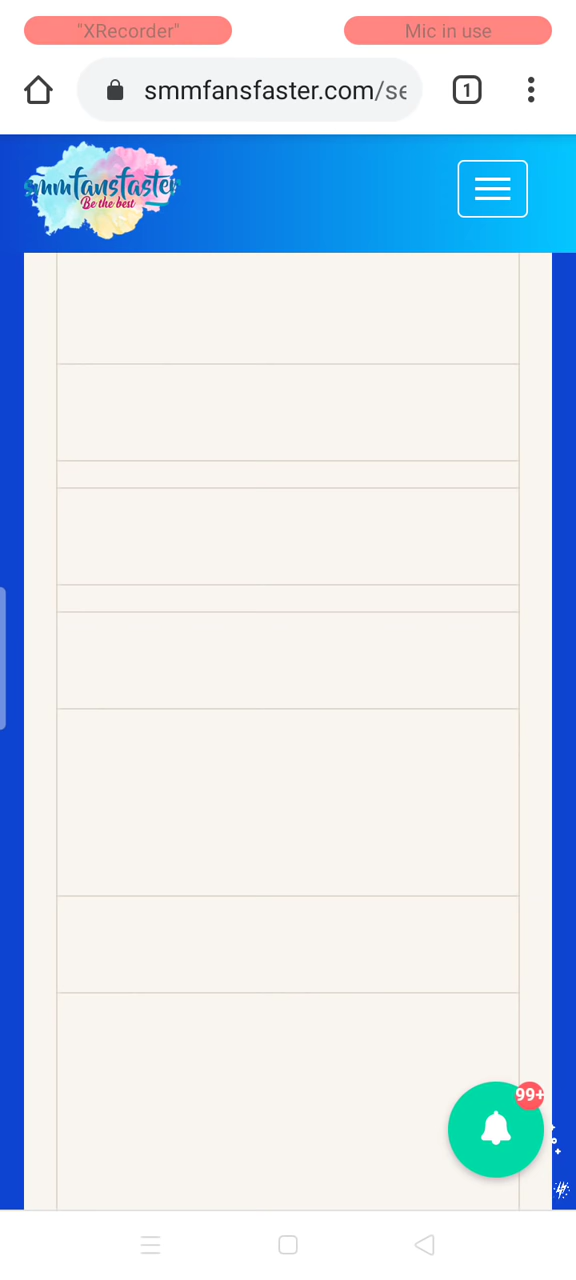 "XRecorder"
Mic in use
smmfansfaster.com/se
1
smmfansfaster
Be the best
99+